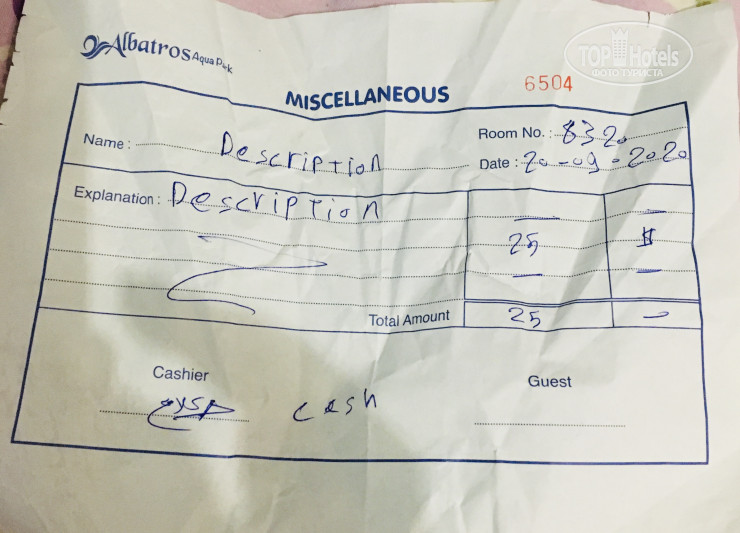 Albatros Aqua Park
TOP Hotels
ФОТО ТУРИСТА
MISCELLANEOUS
6504
Name : Description
Room No. : 8320
Date : 20-09-2020
Explanation : Description
25 $
Total Amount 25 -
Cashier
Guest
cash